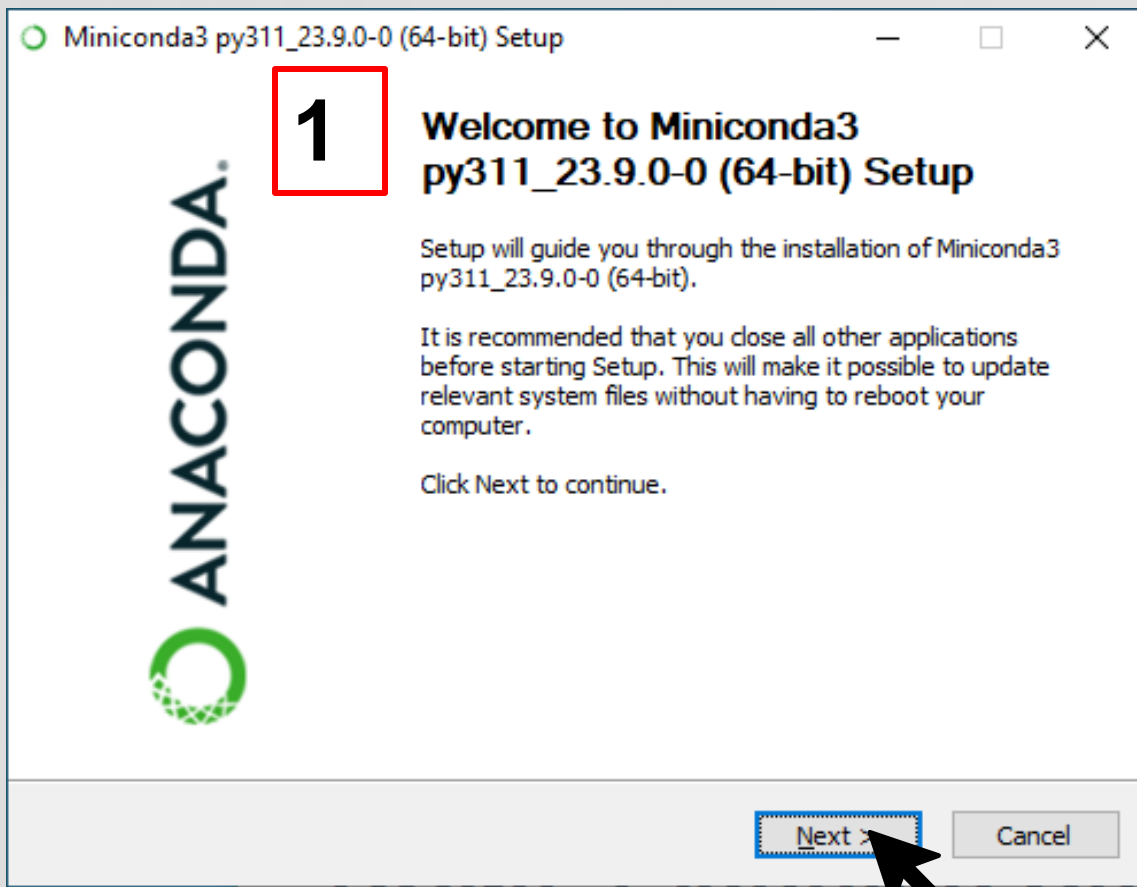 Miniconda3 py311_23.9.0-0 (64-bit) Setup
1
Welcome to Miniconda3
py311_23.9.0-0 (64-bit) Setup
ANACONDA.
Setup will guide you through the installation of Miniconda3
py311_23.9.0-0 (64-bit).
It is recommended that you close all other applications
before starting Setup. This will make it possible to update
relevant system files without having to reboot your
computer.
Click Next to continue.
Next >
Cancel